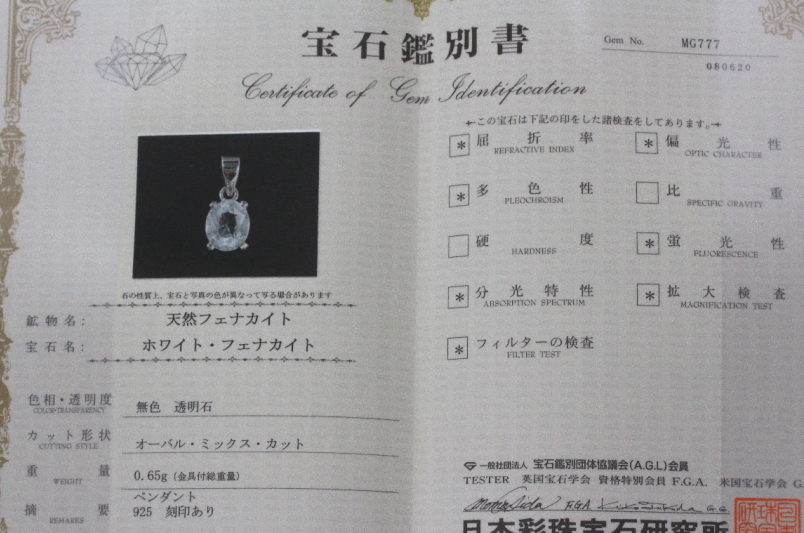 宝石鑑別書
Certificate of Gem Identification
Gem No. MG777
080620
この宝石は下記の印をした諸検査をしてあります。
* 屈折率
REFRACTIVE INDEX
* 偏光性
OPTIC CHARACTER
* 多色性
PLEOCHROISM
比重
SPECIFIC GRAVITY
硬度
HARDNESS
* 蛍光性
FLUORESCENCE
* 分光特性
ABSORPTION SPECTRUM
* 拡大検査
MAGNIFICATION TEST
* フィルターの検査
FILTER TEST
石の性質上、宝石と写真の色が異なって写る場合があります
鉱物名: 天然フェナカイト
宝石名: ホワイト・フェナカイト
色相・透明度 無色 透明石
COLOR·TRANSPARENCY
カット形状 オーバル・ミックス・カット
CUTTING STYLE
重量 0.65g (金具付総重量)
WEIGHT
ペンダント
摘要 925 刻印あり
REMARKS
一般社団法人 宝石鑑別団体協議会(A.G.L)会員
TESTER 英国宝石学会 資格特別会員 F.G.A. 米国宝石学会 G.
F.G.A. G.G.
日本彩珠宝石研究所